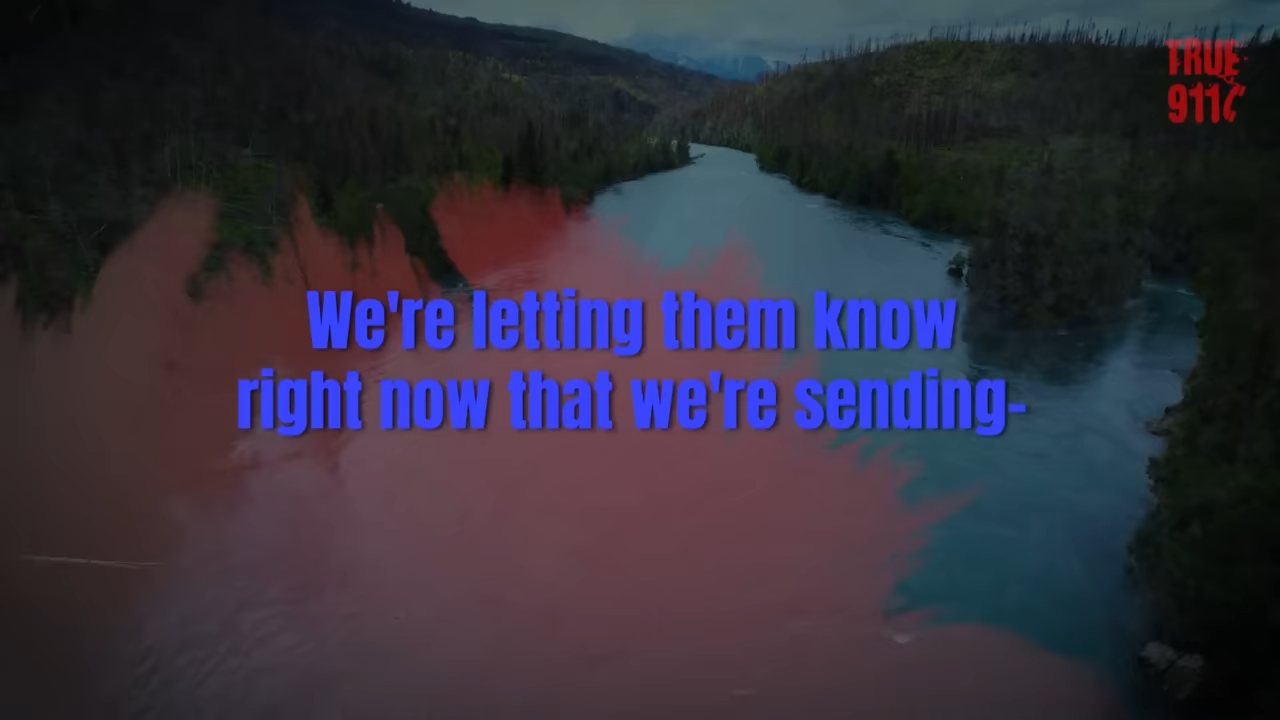 TRUE
911
We're letting them know
right now that we're sending-